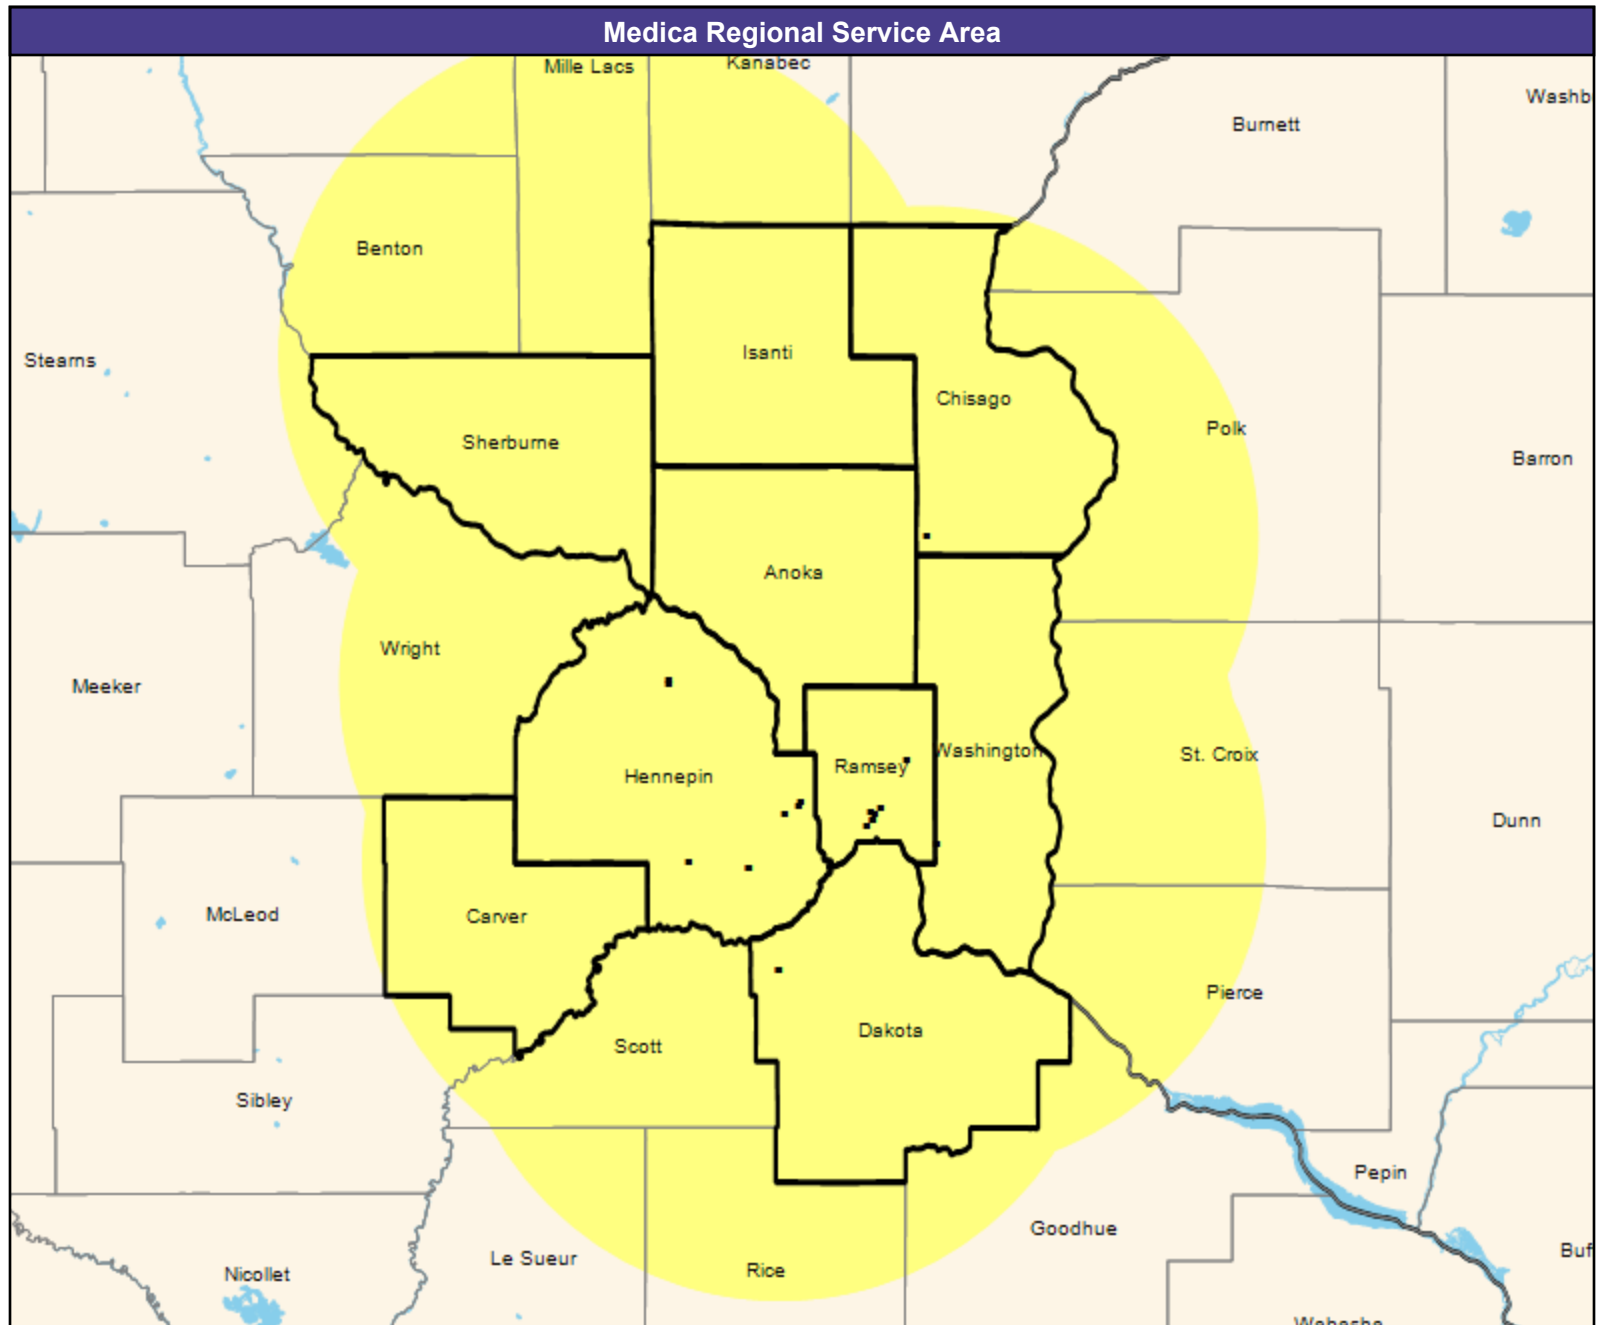 Medica Regional Service Area
Mille Lacs
Kanabec
Washb
Burnett
Benton
Stearns
Isanti
Chisago
Sherburne
Polk
Barron
Anoka
Wright
Meeker
Washington
St. Croix
Ramsey
Hennepin
Dunn
McLeod
Carver
Pierce
Dakota
Scott
Sibley
Pepin
Goodhue
Buf
Le Sueur
Rice
Nicollet